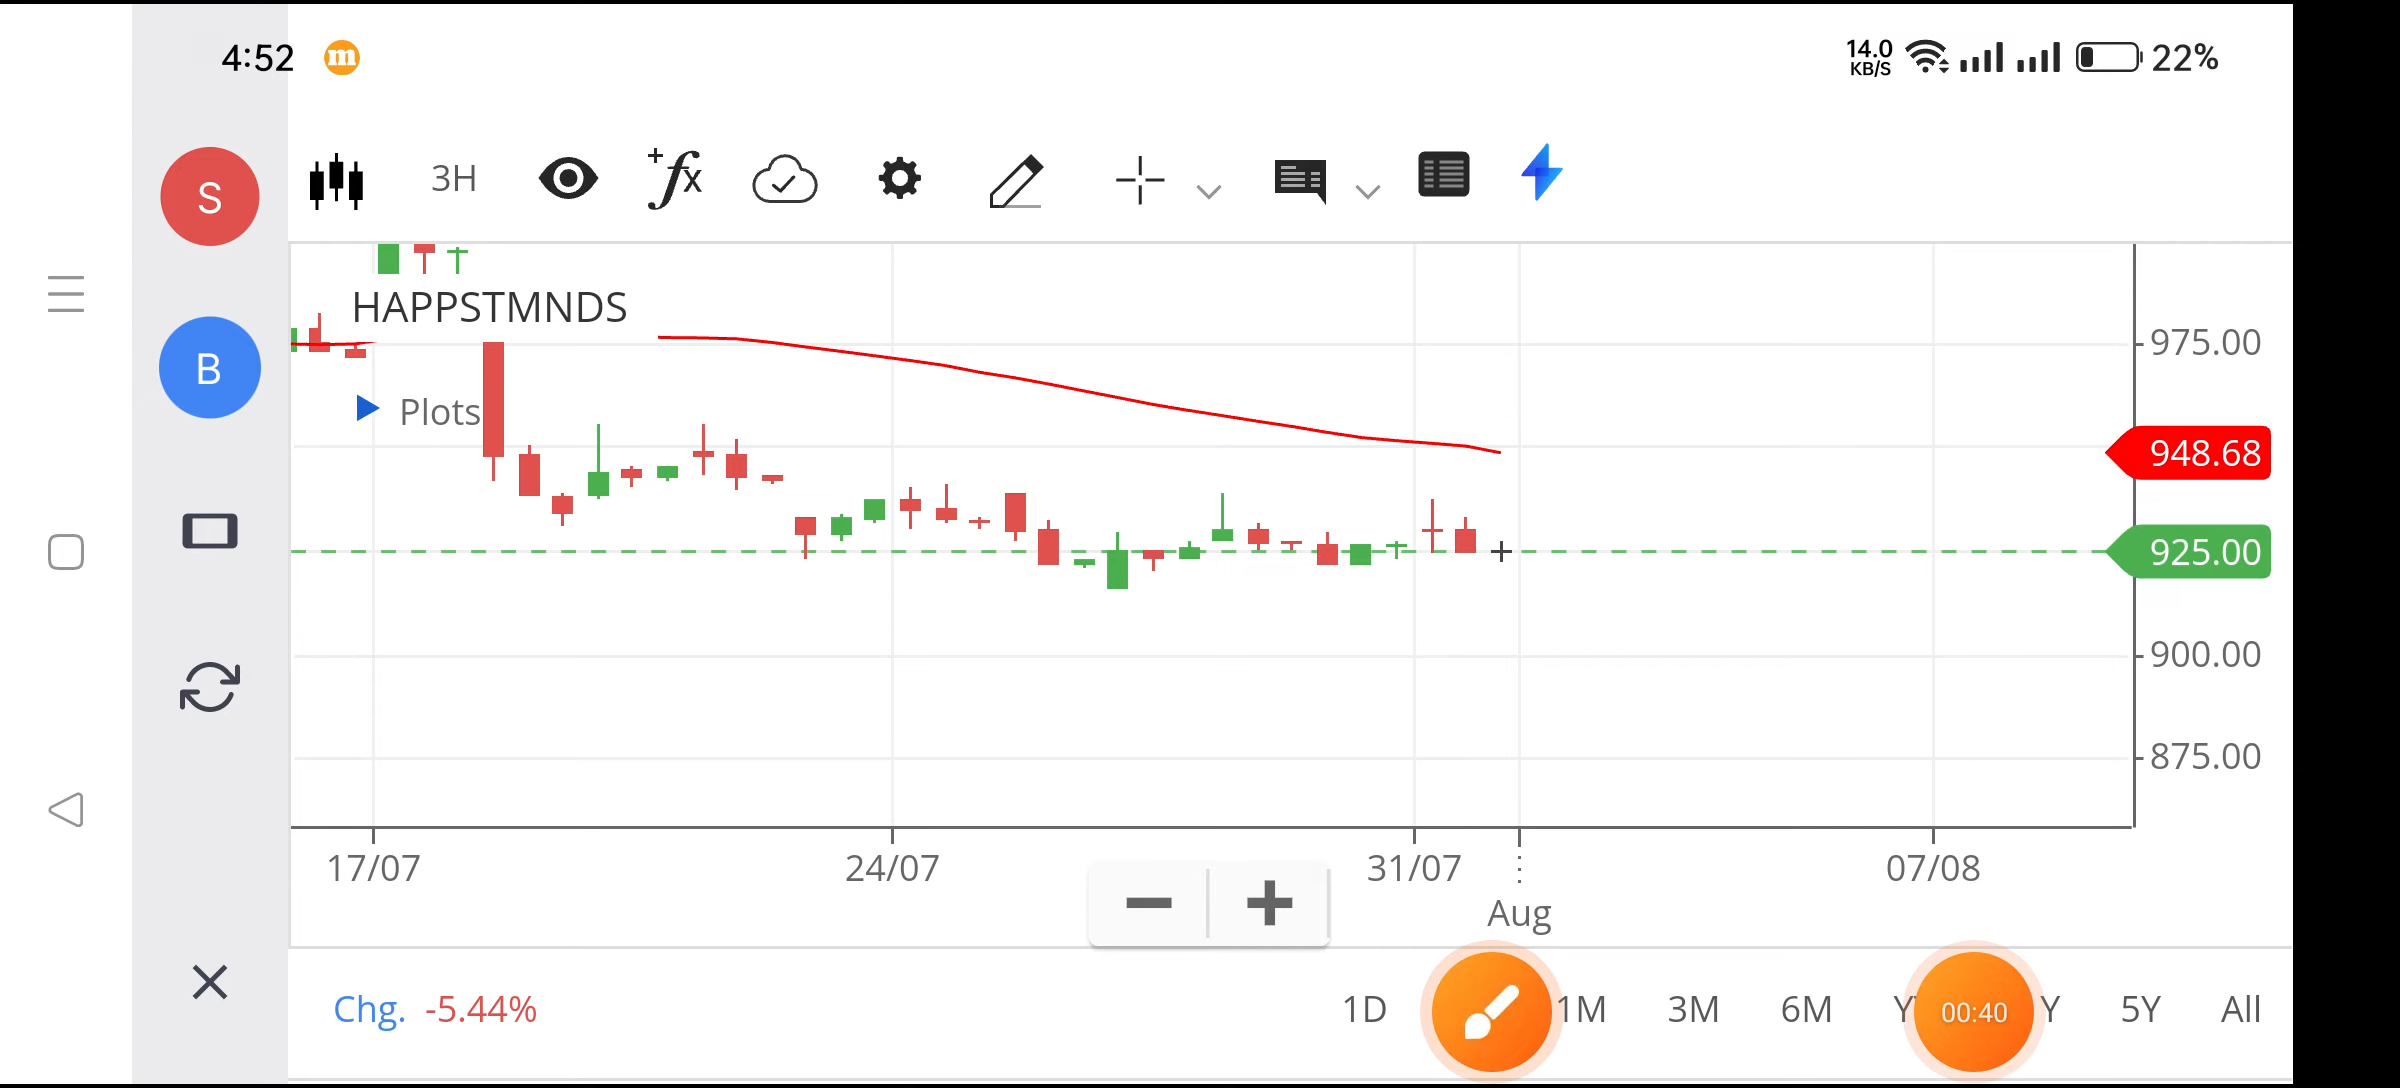 4:52 m 14.0 KB/S 22%
S
B
3H
fx
HAPPSTMNDS
Plots
975.00
948.68
925.00
900.00
875.00
17/07 24/07 31/07 07/08
Aug
− +
Chg. -5.44%
1D 1M 3M 6M Y 00:40 Y 5Y All